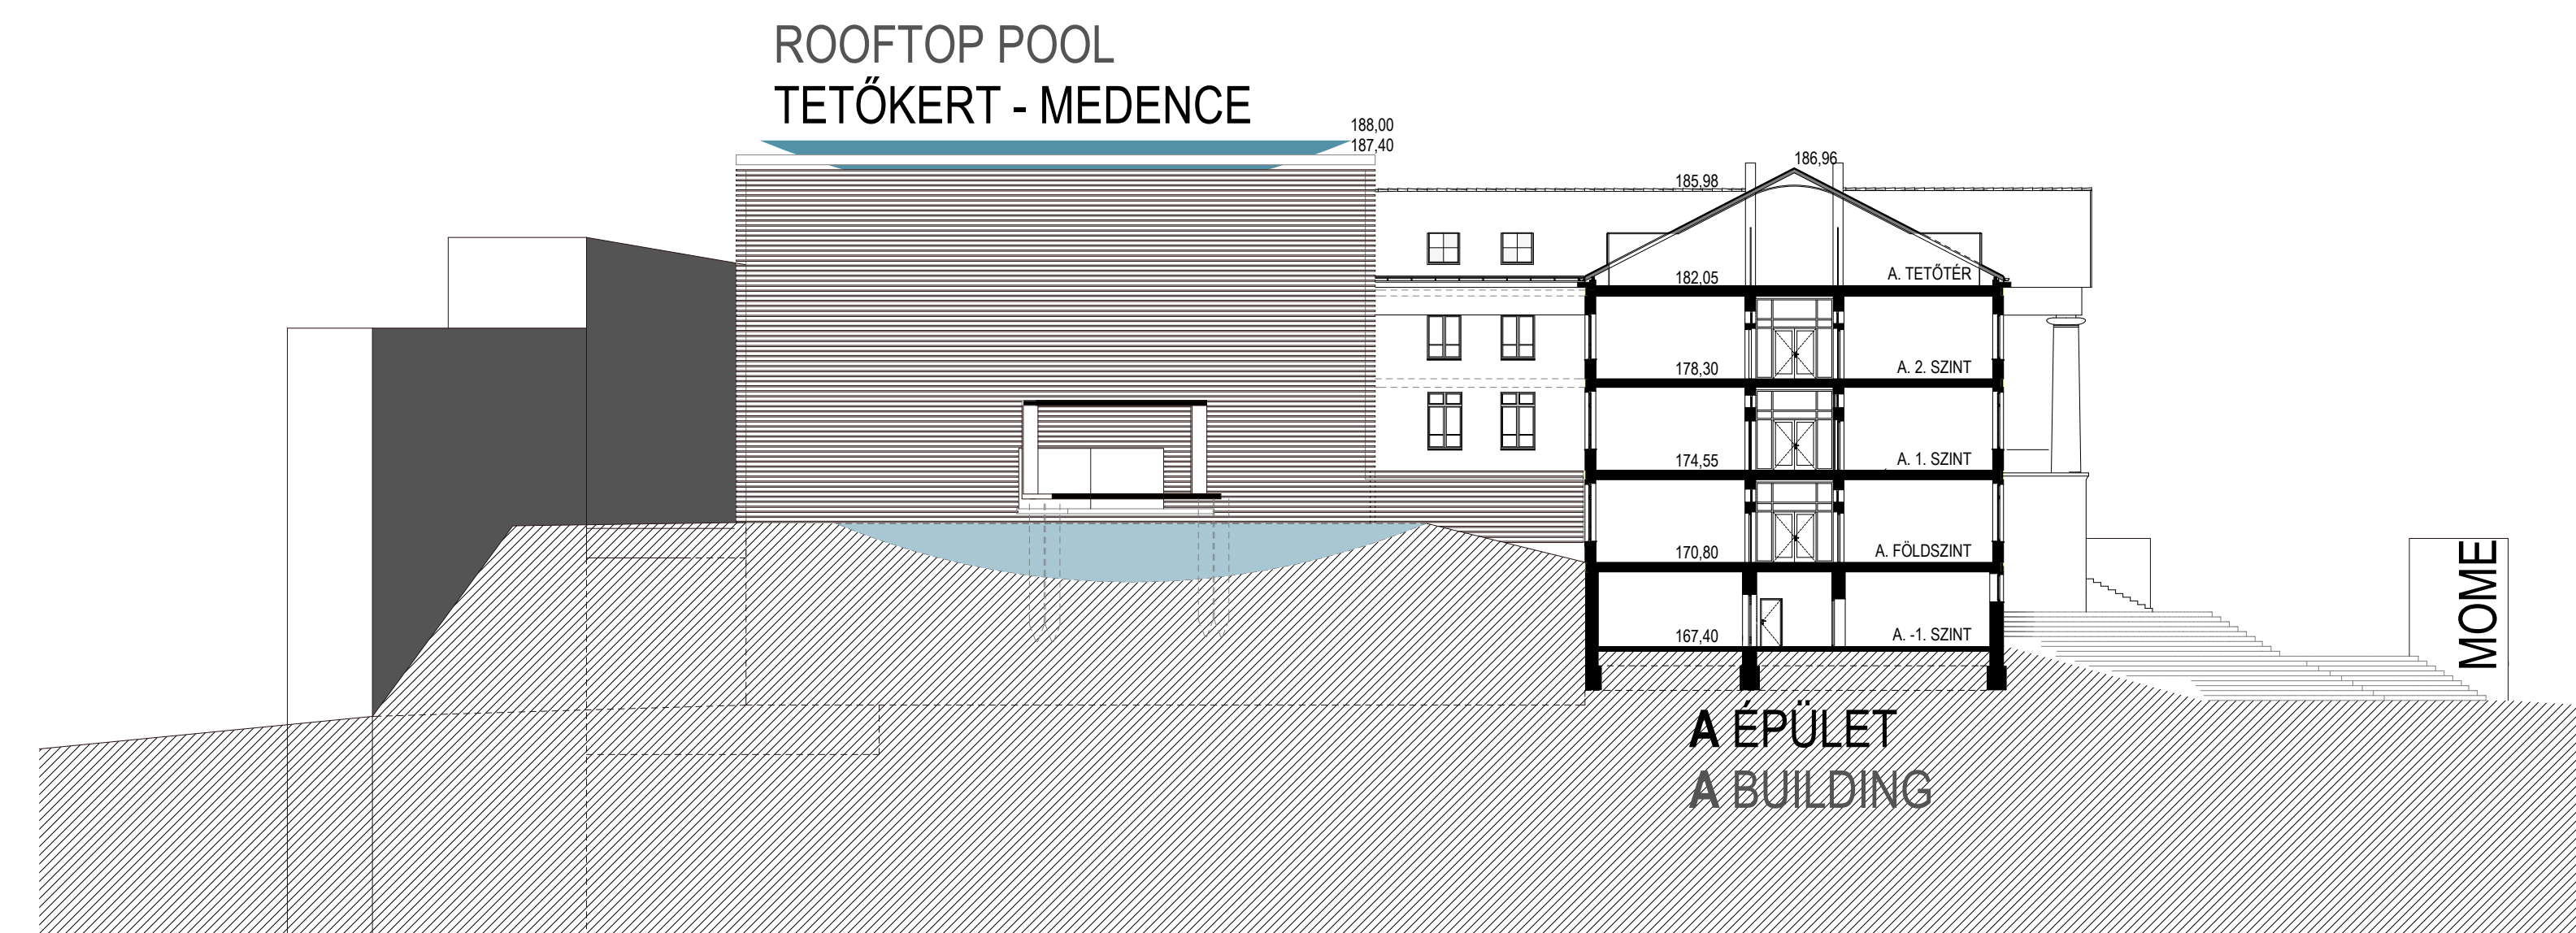 ROOFTOP POOL
TETŐKERT - MEDENCE
188,00
187,40
186,96
185,98
182,05
A. TETŐTÉR
178,30
A. 2. SZINT
174,55
A. 1. SZINT
170,80
A. FÖLDSZINT
167,40
A. -1. SZINT
MOME
A ÉPÜLET
A BUILDING